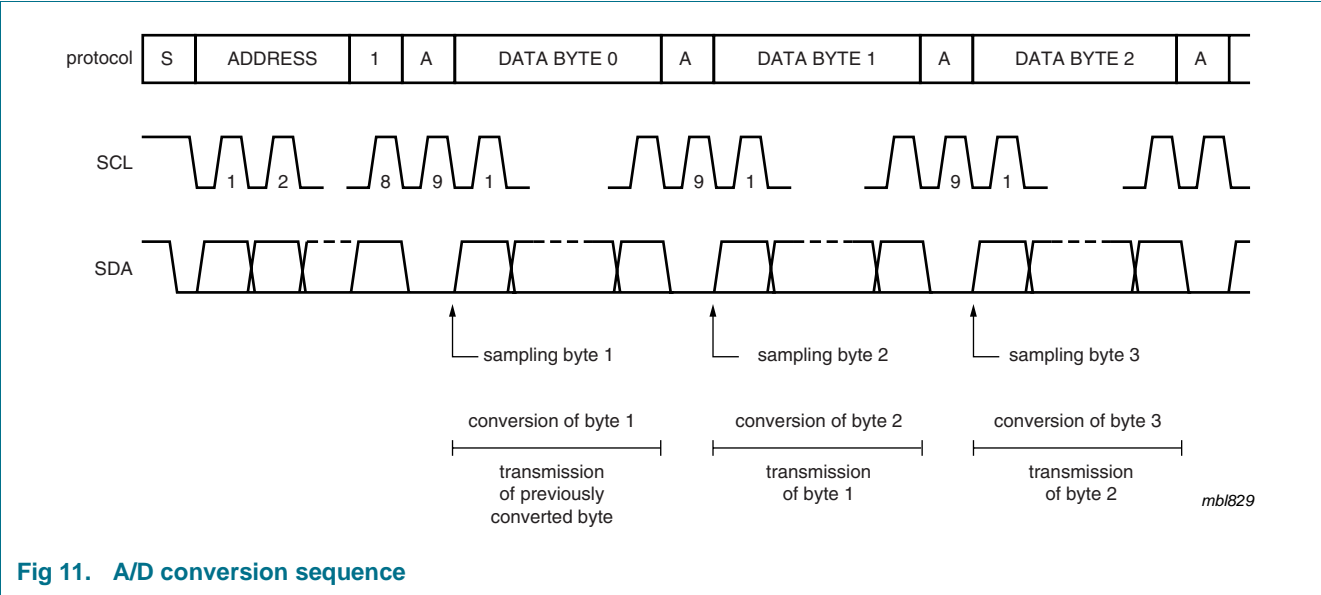 protocol S ADDRESS 1 A DATA BYTE 0 A DATA BYTE 1 A DATA BYTE 2 A
SCL 1 2 8 9 1 9 1 9 1
SDA
sampling byte 1 sampling byte 2 sampling byte 3
conversion of byte 1 conversion of byte 2 conversion of byte 3
transmission transmission transmission
of previously of byte 1 of byte 2
converted byte
mbl829
Fig 11. A/D conversion sequence